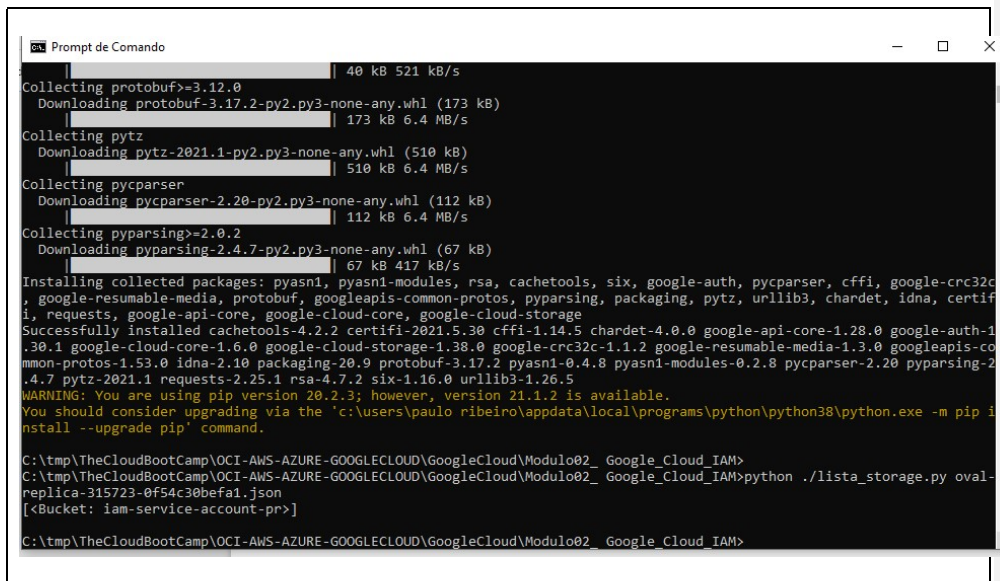 Prompt de Comando
| | 40 kB 521 kB/s
Collecting protobuf>=3.12.0
Downloading protobuf-3.17.2-py2.py3-none-any.whl (173 kB)
| | 173 kB 6.4 MB/s
Collecting pytz
Downloading pytz-2021.1-py2.py3-none-any.whl (510 kB)
| | 510 kB 6.4 MB/s
Collecting pycparser
Downloading pycparser-2.20-py2.py3-none-any.whl (112 kB)
| | 112 kB 6.4 MB/s
Collecting pyparsing>=2.0.2
Downloading pyparsing-2.4.7-py2.py3-none-any.whl (67 kB)
| | 67 kB 417 kB/s
Installing collected packages: pyasn1, pyasn1-modules, rsa, cachetools, six, google-auth, pycparser, cffi, google-crc32c
, google-resumable-media, protobuf, googleapis-common-protos, pyparsing, packaging, pytz, urllib3, chardet, idna, certif
i, requests, google-api-core, google-cloud-core, google-cloud-storage
Successfully installed cachetools-4.2.2 certifi-2021.5.30 cffi-1.14.5 chardet-4.0.0 google-api-core-1.28.0 google-auth-1
.30.1 google-cloud-core-1.6.0 google-cloud-storage-1.38.0 google-crc32c-1.1.2 google-resumable-media-1.3.0 googleapis-co
mmon-protos-1.53.0 idna-2.10 packaging-20.9 protobuf-3.17.2 pyasn1-0.4.8 pyasn1-modules-0.2.8 pycparser-2.20 pyparsing-2
.4.7 pytz-2021.1 requests-2.25.1 rsa-4.7.2 six-1.16.0 urllib3-1.26.5
WARNING: You are using pip version 20.2.3; however, version 21.1.2 is available.
You should consider upgrading via the 'c:\users\paulo ribeiro\appdata\local\programs\python\python38\python.exe -m pip i
nstall --upgrade pip' command.
C:\tmp\TheCloudBootCamp\OCI-AWS-AZURE-GOOGLECLOUD\GoogleCloud\Modulo02_ Google_Cloud_IAM>
C:\tmp\TheCloudBootCamp\OCI-AWS-AZURE-GOOGLECLOUD\GoogleCloud\Modulo02_ Google_Cloud_IAM>python ./lista_storage.py oval-
replica-315723-0f54c30befa1.json
[<Bucket: iam-service-account-pr>]
C:\tmp\TheCloudBootCamp\OCI-AWS-AZURE-GOOGLECLOUD\GoogleCloud\Modulo02_ Google_Cloud_IAM>